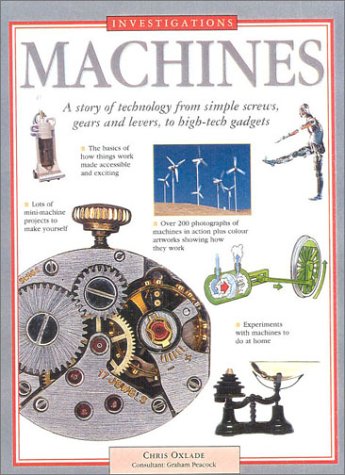 INVESTIGATIONS
MACHINES
A story of technology from simple screws,
gears and levers, to high-tech gadgets
The basics of
how things work
made accessible
and exciting
Lots of
mini-machine
projects to
make yourself
Over 200 photographs of
machines in action plus colour
artworks showing how
they work
Experiments
with machines to
do at home
CHRIS OXLADE
Consultant: Graham Peacock